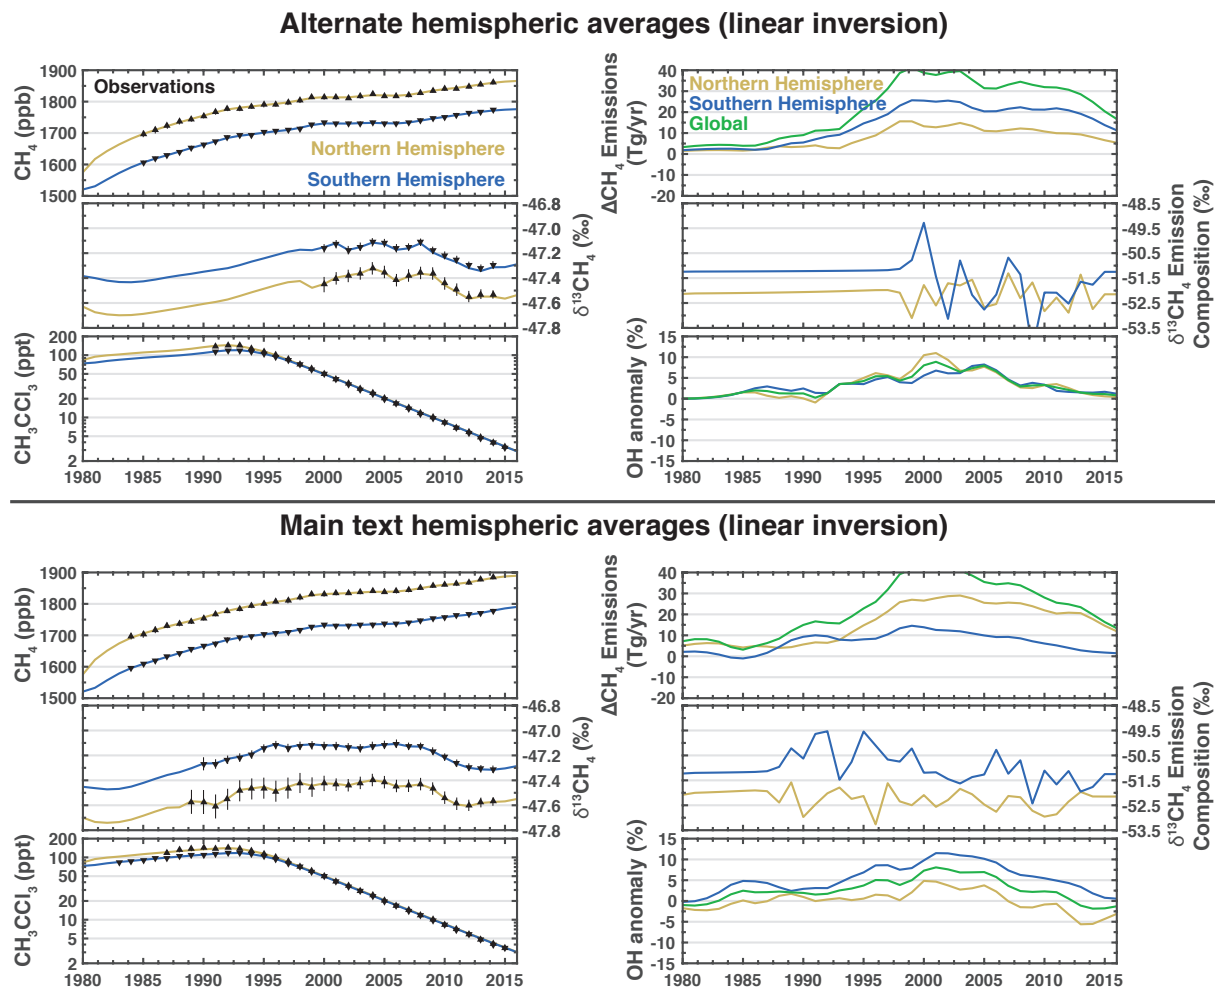 Alternate hemispheric averages (linear inversion)
CH4 (ppb)
1900
1800
1700
1600
1500
Observations
Northern Hemisphere
Southern Hemisphere
-46.8
-47.0
-47.2
-47.4
-47.6
-47.8
δ13CH4 (‰)
CH3CCl3 (ppt)
200
100
50
20
10
5
2
1980 1985 1990 1995 2000 2005 2010 2015
ΔCH4 Emissions
(Tg/yr)
40
30
20
10
0
-10
-20
Northern Hemisphere
Southern Hemisphere
Global
-48.5
-49.5
-50.5
-51.5
-52.5
-53.5
δ13CH4 Emission
Composition (‰)
OH anomaly (%)
15
10
5
0
-5
-10
-15
1980 1985 1990 1995 2000 2005 2010 2015
Main text hemispheric averages (linear inversion)
CH4 (ppb)
1900
1800
1700
1600
1500
-46.8
-47.0
-47.2
-47.4
-47.6
-47.8
δ13CH4 (‰)
CH3CCl3 (ppt)
200
100
50
20
10
5
2
1980 1985 1990 1995 2000 2005 2010 2015
ΔCH4 Emissions
(Tg/yr)
40
30
20
10
0
-10
-20
-48.5
-49.5
-50.5
-51.5
-52.5
-53.5
δ13CH4 Emission
Composition (‰)
OH anomaly (%)
15
10
5
0
-5
-10
-15
1980 1985 1990 1995 2000 2005 2010 2015